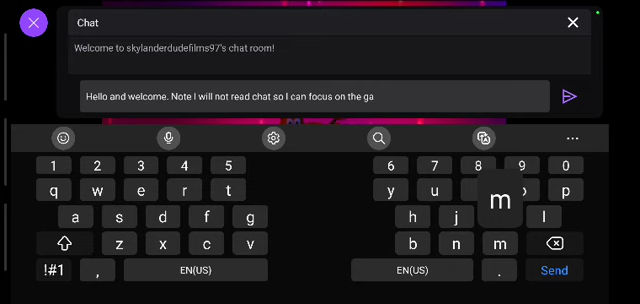 Chat
Welcome to skylanderdudefilms97's chat room!
Hello and welcome. Note I will not read chat so I can focus on the ga
1 2 3 4 5 6 7 8 9 0
q w e r t y u o p
m
a s d f g h j l
z x c v b n m
!#1 , EN(US) EN(US) . Send